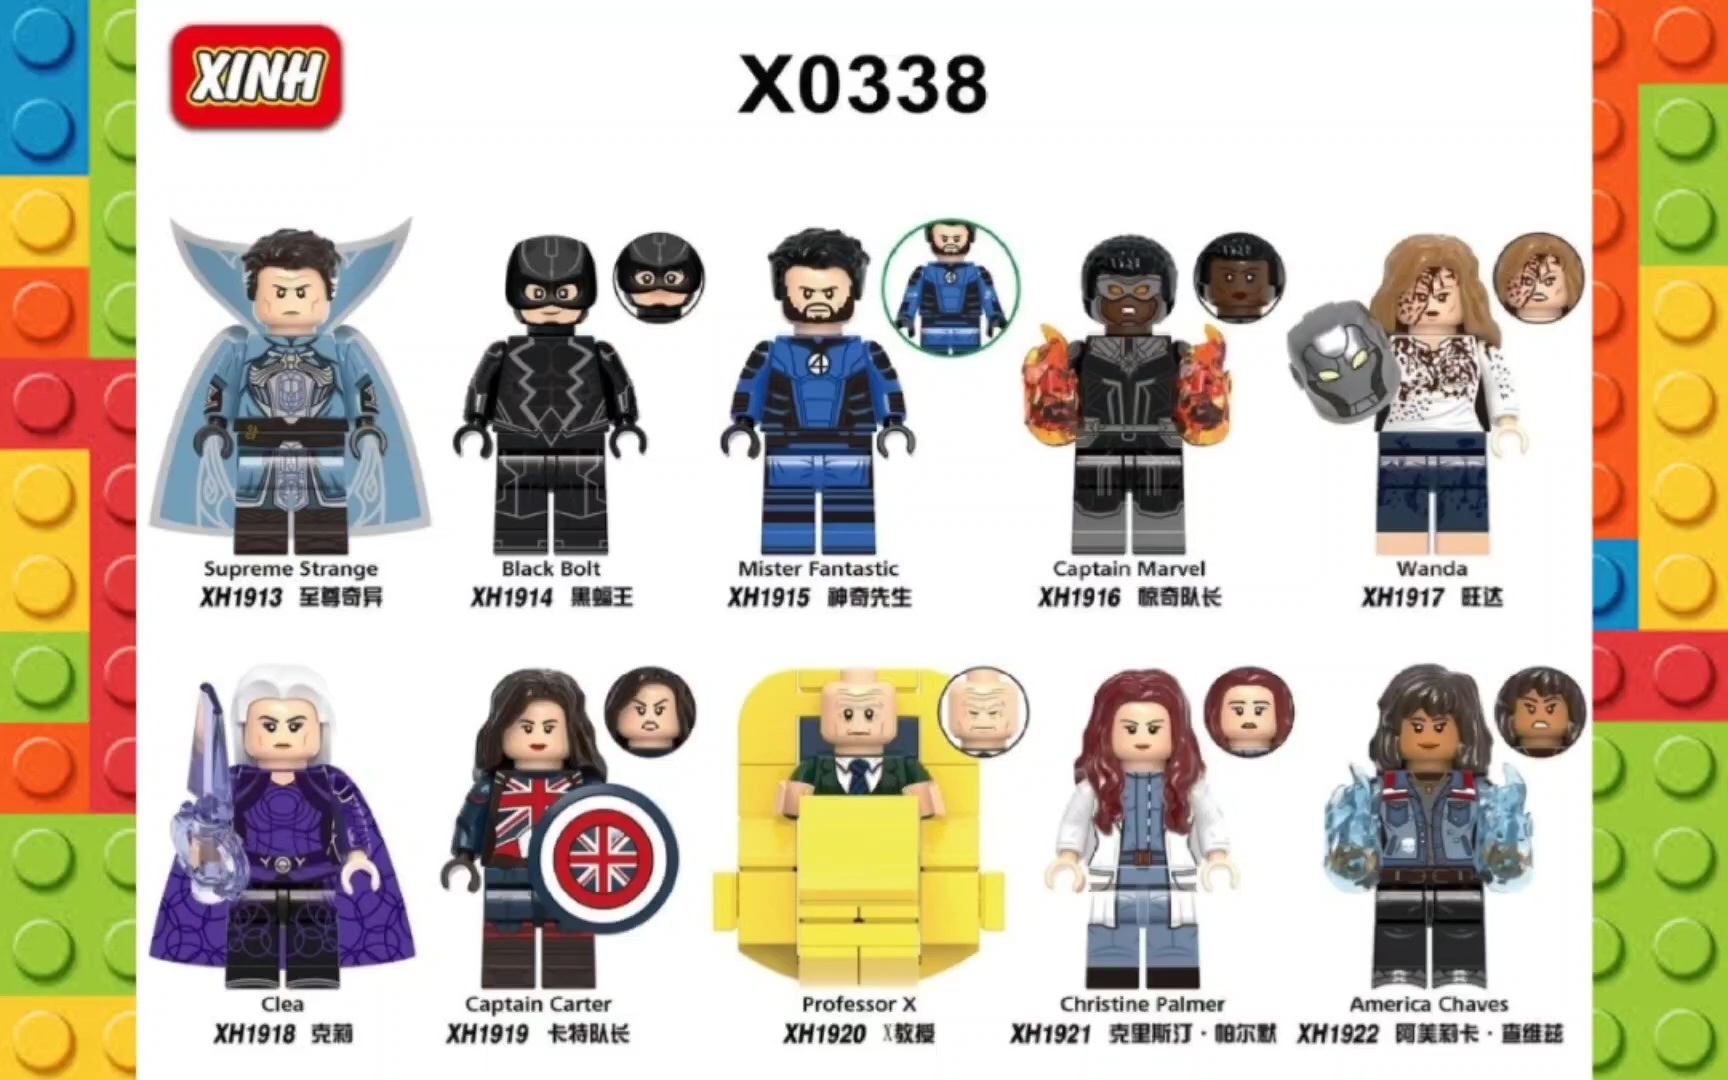 XINH
X0338
Supreme Strange
XH1913 至尊奇异
Black Bolt
XH1914 黑蝠王
Mister Fantastic
XH1915 神奇先生
Captain Marvel
XH1916 惊奇队长
Wanda
XH1917 旺达
Clea
XH1918 克莉
Captain Carter
XH1919 卡特队长
Professor X
XH1920 X教授
Christine Palmer
XH1921 克里斯汀·帕尔默
America Chaves
XH1922 阿美莉卡·查维兹
4
4